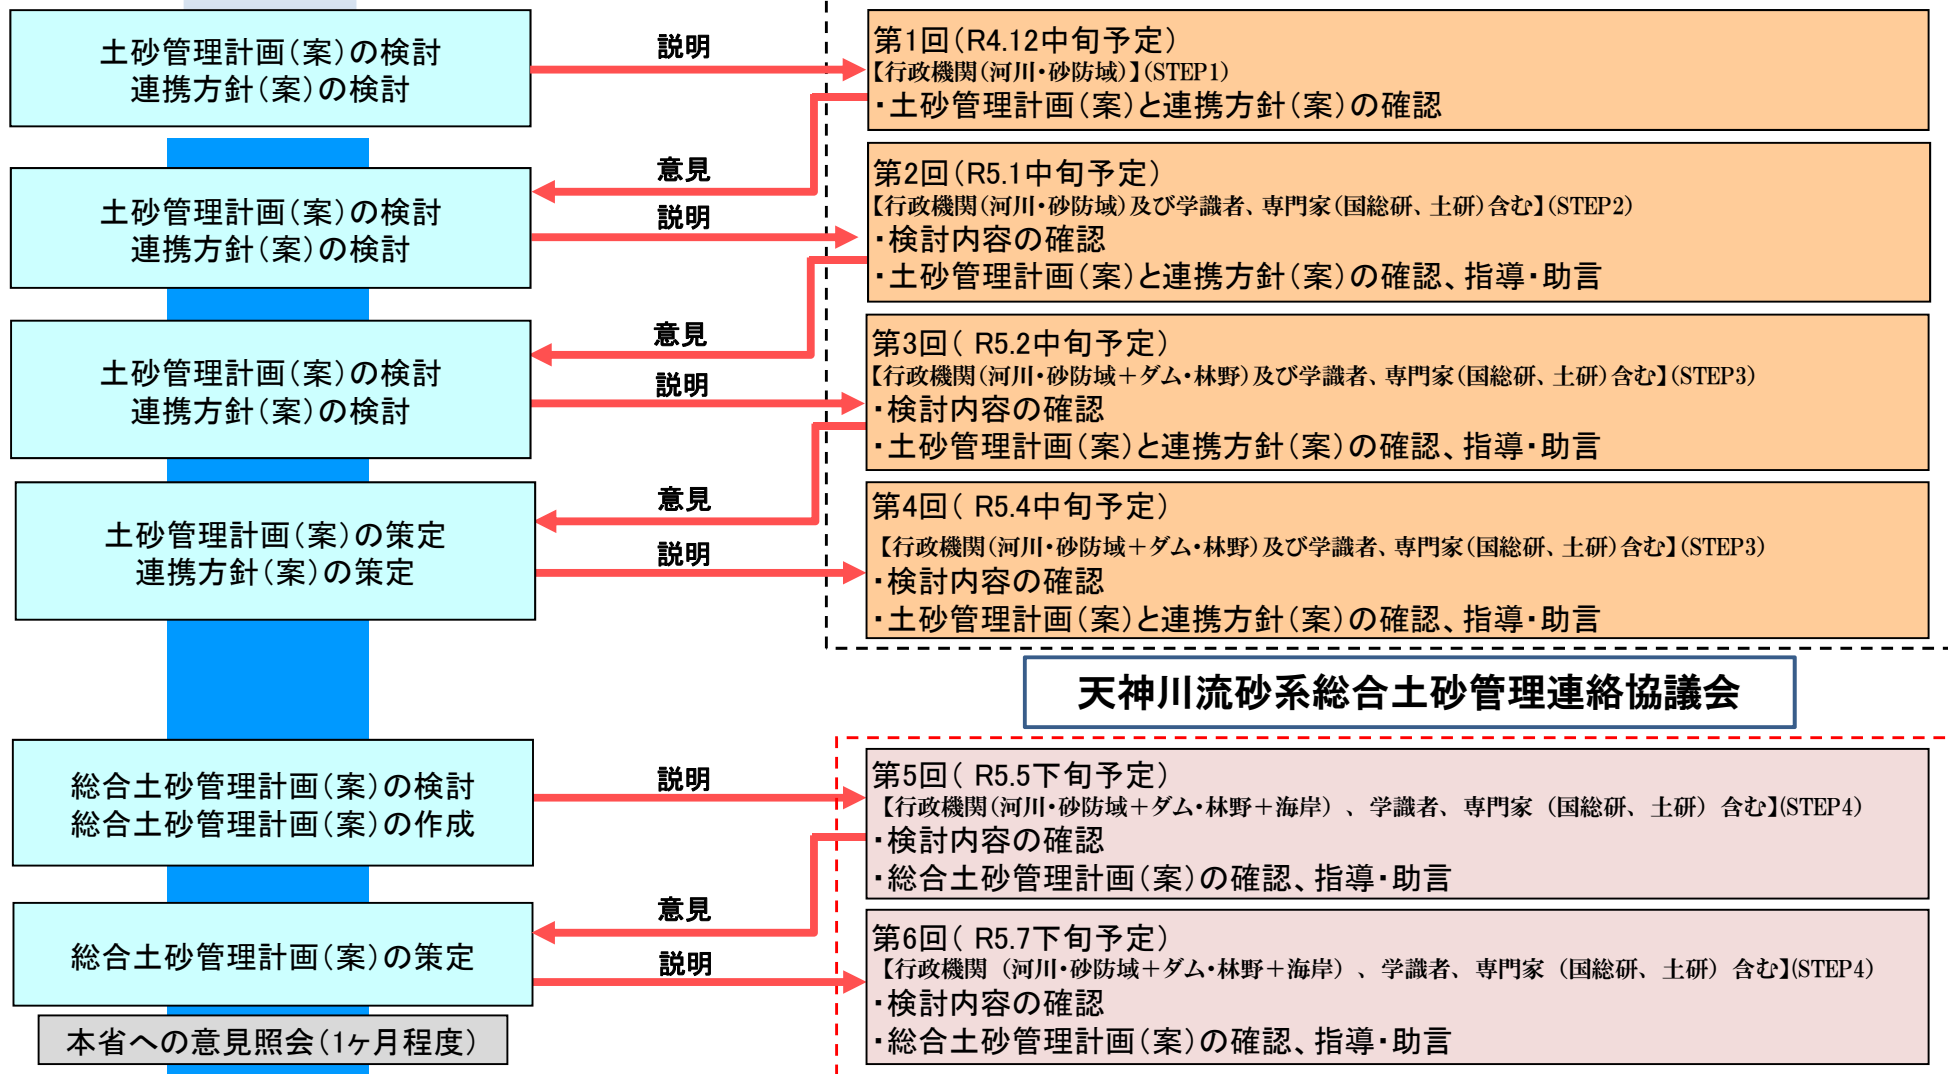 土砂管理計画(案)の検討
連携方針(案)の検討
説明
第1回(R4.12中旬予定)
【行政機関(河川・砂防域)】(STEP1)
・土砂管理計画(案)と連携方針(案)の確認
意見
土砂管理計画(案)の検討
連携方針(案)の検討
説明
第2回(R5.1中旬予定)
【行政機関(河川・砂防域)及び学識者、専門家(国総研、土研)含む】(STEP2)
・検討内容の確認
・土砂管理計画(案)と連携方針(案)の確認、指導・助言
意見
土砂管理計画(案)の検討
連携方針(案)の検討
説明
第3回( R5.2中旬予定)
【行政機関(河川・砂防域+ダム・林野)及び学識者、専門家(国総研、土研)含む】(STEP3)
・検討内容の確認
・土砂管理計画(案)と連携方針(案)の確認、指導・助言
意見
土砂管理計画(案)の策定
連携方針(案)の策定
説明
第4回( R5.4中旬予定)
【行政機関(河川・砂防域+ダム・林野)及び学識者、専門家(国総研、土研)含む】(STEP3)
・検討内容の確認
・土砂管理計画(案)と連携方針(案)の確認、指導・助言
天神川流砂系総合土砂管理連絡協議会
総合土砂管理計画(案)の検討
総合土砂管理計画(案)の作成
説明
第5回( R5.5下旬予定)
【行政機関(河川・砂防域+ダム・林野+海岸)、学識者、専門家(国総研、土研)含む】(STEP4)
・検討内容の確認
・総合土砂管理計画(案)の確認、指導・助言
意見
総合土砂管理計画(案)の策定
説明
第6回( R5.7下旬予定)
【行政機関(河川・砂防域+ダム・林野+海岸)、学識者、専門家(国総研、土研)含む】(STEP4)
・検討内容の確認
・総合土砂管理計画(案)の確認、指導・助言
本省への意見照会(1ヶ月程度)